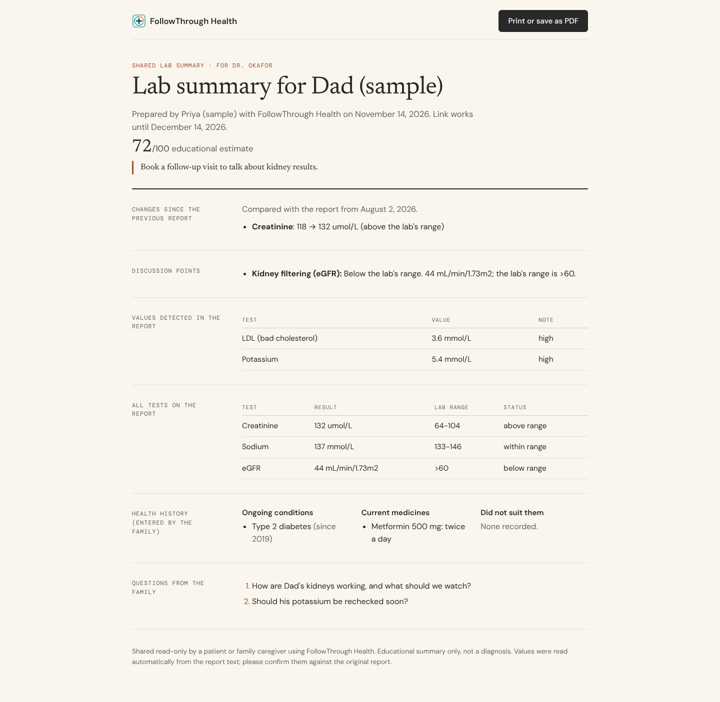 FollowThrough Health
Print or save as PDF
SHARED LAB SUMMARY · FOR DR. OKAFOR
Lab summary for Dad (sample)
Prepared by Priya (sample) with FollowThrough Health on November 14, 2026. Link works
until December 14, 2026.
72/100 educational estimate
Book a follow-up visit to talk about kidney results.
CHANGES SINCE THE
PREVIOUS REPORT
Compared with the report from August 2, 2026.
• Creatinine: 118 → 132 umol/L (above the lab's range)
DISCUSSION POINTS
• Kidney filtering (eGFR): Below the lab's range. 44 mL/min/1.73m2; the lab's range is >60.
VALUES DETECTED IN THE
REPORT
TEST VALUE NOTE
LDL (bad cholesterol) 3.6 mmol/L high
Potassium 5.4 mmol/L high
ALL TESTS ON THE
REPORT
TEST RESULT LAB RANGE STATUS
Creatinine 132 umol/L 64-104 above range
Sodium 137 mmol/L 133-146 within range
eGFR 44 mL/min/1.73m2 >60 below range
HEALTH HISTORY
(ENTERED BY THE
FAMILY)
Ongoing conditions
• Type 2 diabetes (since
2019)
Current medicines
• Metformin 500 mg: twice
a day
Did not suit them
None recorded.
QUESTIONS FROM THE
FAMILY
1. How are Dad's kidneys working, and what should we watch?
2. Should his potassium be rechecked soon?
Shared read-only by a patient or family caregiver using FollowThrough Health. Educational summary only, not a diagnosis. Values were read
automatically from the report text; please confirm them against the original report.